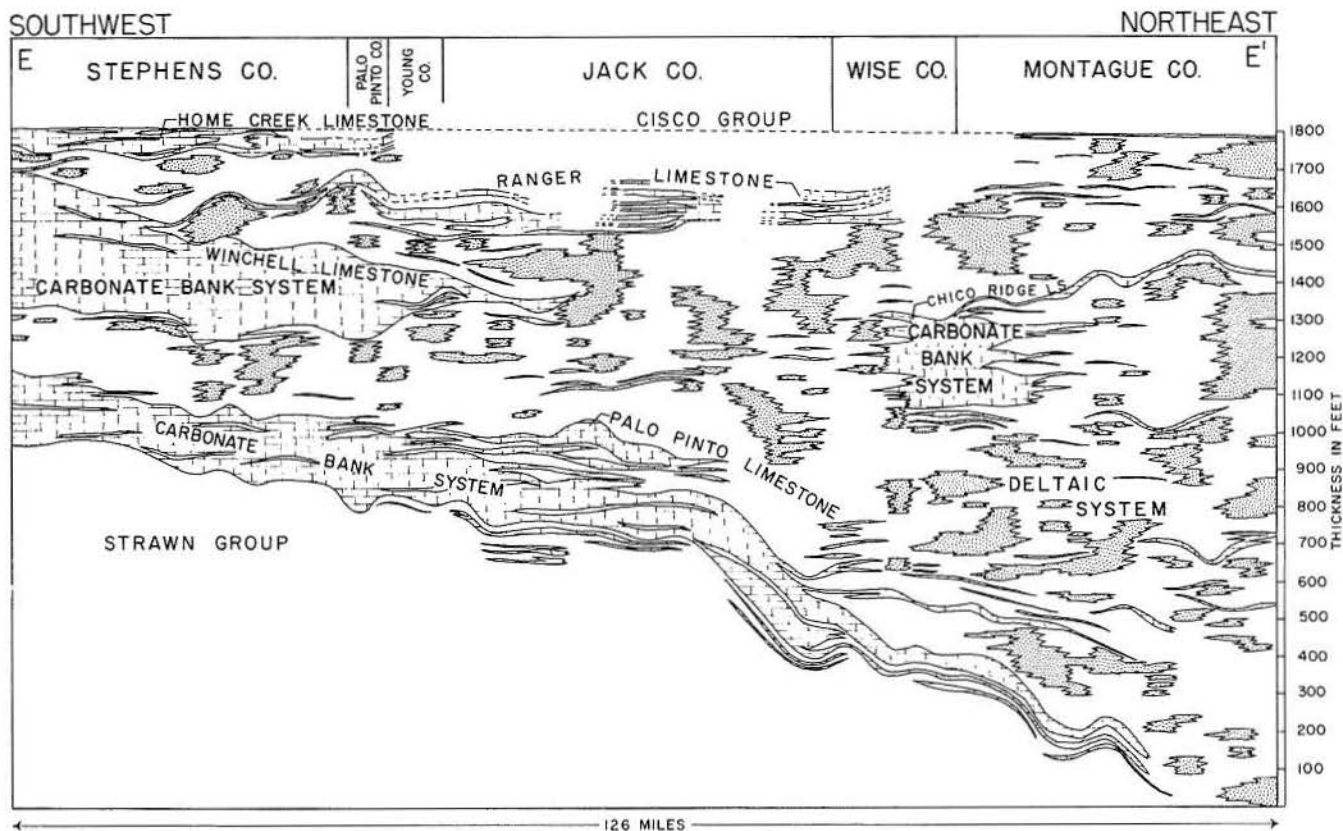 SOUTHWEST
NORTHEAST
E
STEPHENS CO.
PALO
PINTO CO.
YOUNG
CO.
JACK CO.
WISE CO.
MONTAGUE CO.
E'
HOME CREEK LIMESTONE
CISCO GROUP
RANGER LIMESTONE
WINCHELL LIMESTONE
CARBONATE BANK SYSTEM
CHICO RIDGE LS.
CARBONATE
BANK
SYSTEM
PALO PINTO
LIMESTONE
CARBONATE
BANK
SYSTEM
DELTAIC
SYSTEM
STRAWN GROUP
1800
1700
1600
1500
1400
1300
1200
1100
1000
900
800
700
600
500
400
300
200
100
THICKNESS IN FEET
126 MILES